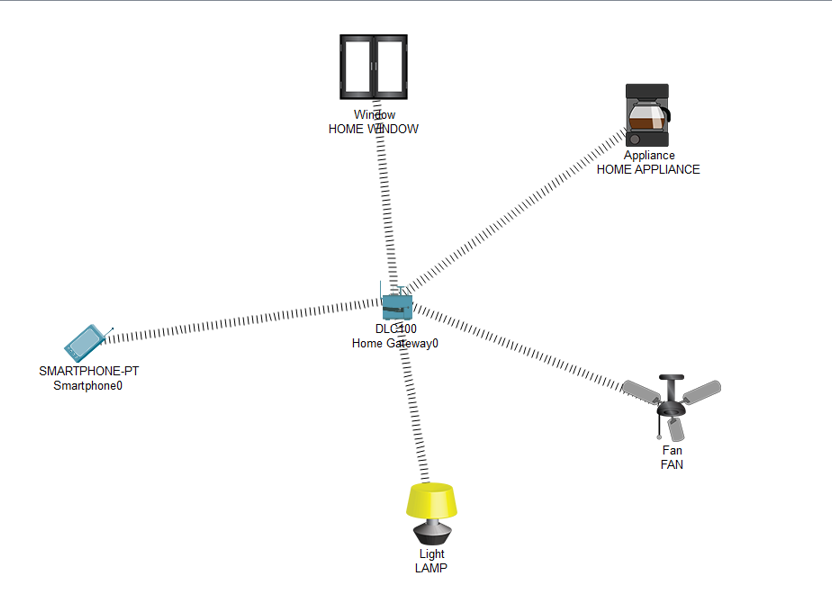 Window
HOME WINDOW
Appliance
HOME APPLIANCE
DLC100
Home Gateway0
SMARTPHONE-PT
Smartphone0
Fan
FAN
Light
LAMP